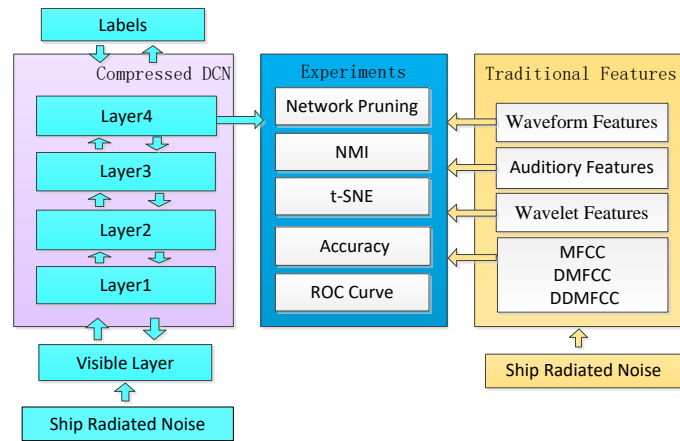 Labels
Compressed DCN
Layer4
Layer3
Layer2
Layer1
Visible Layer
Ship Radiated Noise
Experiments
Network Pruning
NMI
t-SNE
Accuracy
ROC Curve
Traditional Features
Waveform Features
Auditiory Features
Wavelet Features
MFCC
DMFCC
DDMFCC
Ship Radiated Noise